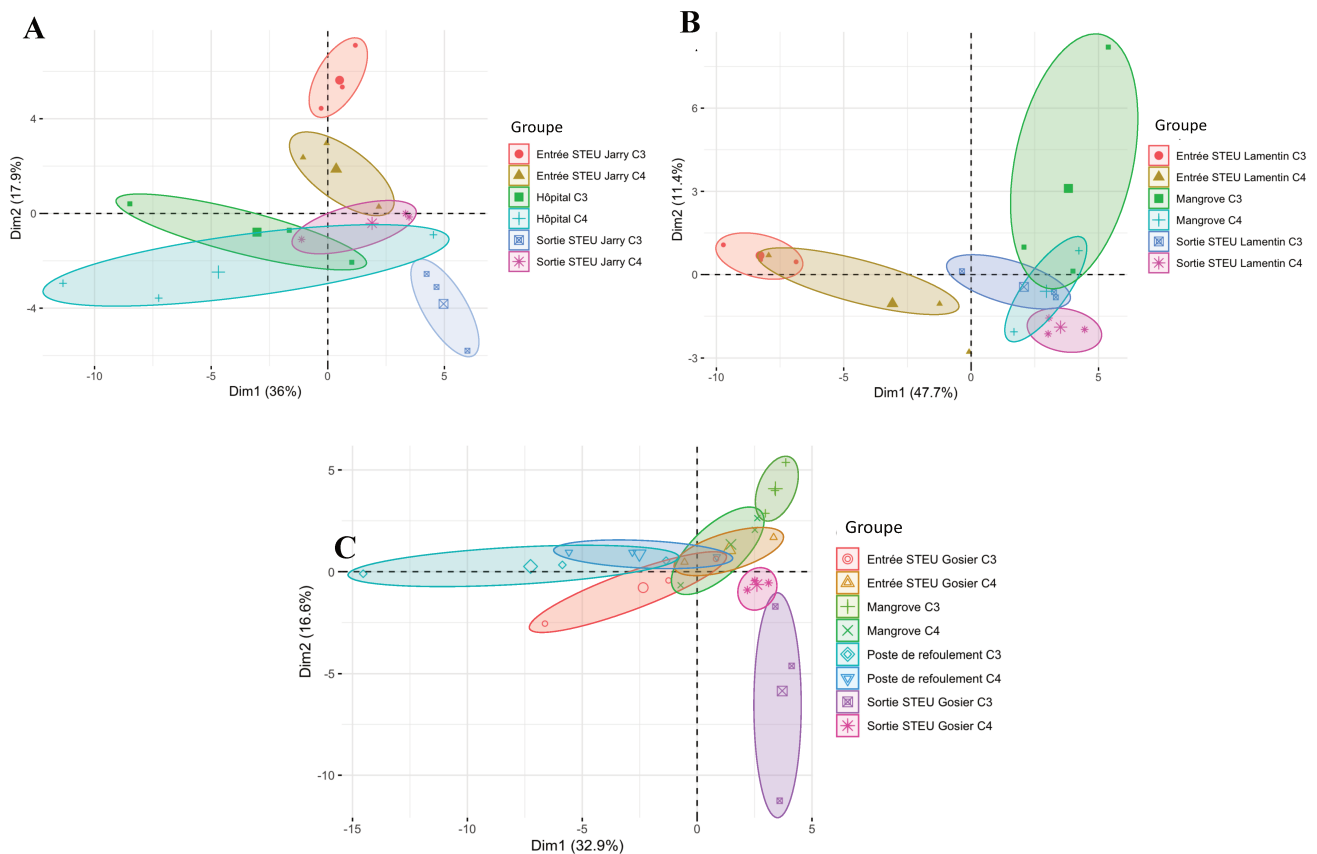 A
4
0
-4
-10
-5
0
5
Dim1 (36%)
Dim2 (17.9%)
Groupe
Entrée STEU Jarry C3
Entrée STEU Jarry C4
Hôpital C3
Hôpital C4
Sortie STEU Jarry C3
Sortie STEU Jarry C4
B
6
3
0
-3
-10
-5
0
5
Dim1 (47.7%)
Dim2 (11.4%)
Groupe
Entrée STEU Lamentin C3
Entrée STEU Lamentin C4
Mangrove C3
Mangrove C4
Sortie STEU Lamentin C3
Sortie STEU Lamentin C4
C
5
0
-5
-10
-15
-10
-5
0
5
Dim1 (32.9%)
Dim2 (16.6%)
Groupe
Entrée STEU Gosier C3
Entrée STEU Gosier C4
Mangrove C3
Mangrove C4
Poste de refoulement C3
Poste de refoulement C4
Sortie STEU Gosier C3
Sortie STEU Gosier C4